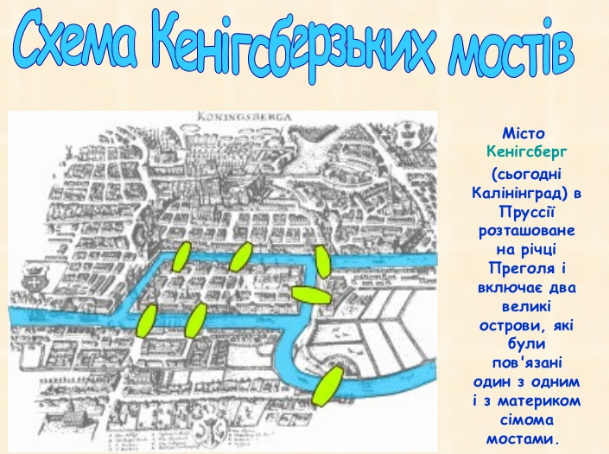 Схема Кенігсберзьких мостів
KONINGSBERGA
Місто
Кенігсберг
(сьогодні
Калінінград) в
Пруссії
розташоване
на річці
Преголя і
включає два
великі
острови, які
були
пов'язані
один з одним
і з материком
сімома
мостами.